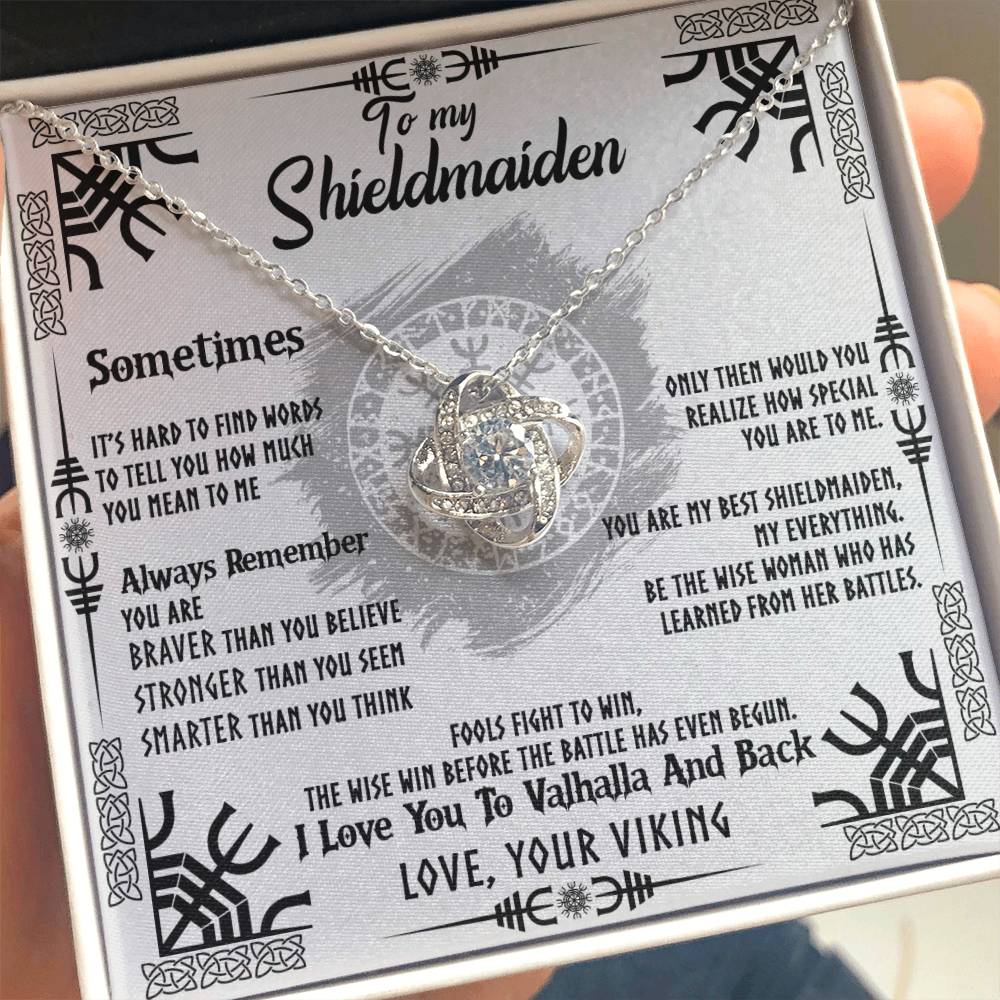 To my
Shieldmaiden
Sometimes
IT'S HARD TO FIND WORDS
TO TELL YOU HOW MUCH
YOU MEAN TO ME
Always Remember
YOU ARE
BRAVER THAN YOU BELIEVE
STRONGER THAN YOU SEEM
SMARTER THAN YOU THINK
ONLY THEN WOULD YOU
REALIZE HOW SPECIAL
YOU ARE TO ME.
YOU ARE MY BEST SHIELDMAIDEN,
MY EVERYTHING.
BE THE WISE WOMAN WHO HAS
LEARNED FROM HER BATTLES.
FOOLS FIGHT TO WIN,
THE WISE WIN BEFORE THE BATTLE HAS EVEN BEGUN.
I Love You To Valhalla And Back
LOVE, YOUR VIKING